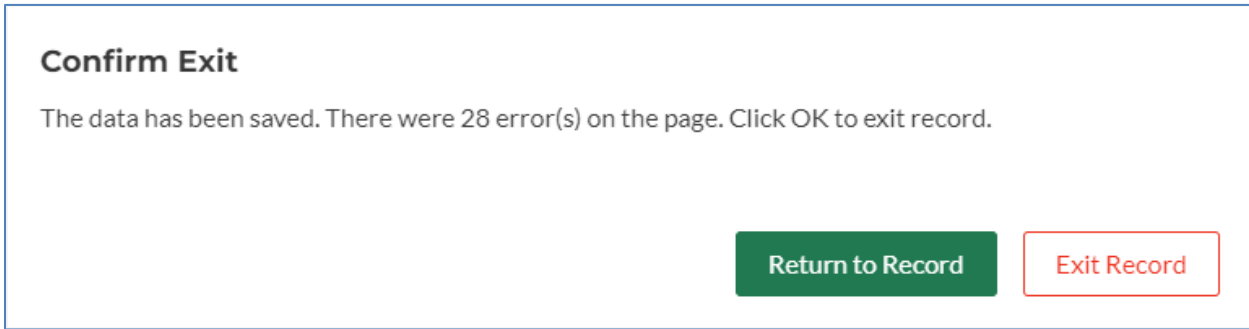 Confirm Exit
The data has been saved. There were 28 error(s) on the page. Click OK to exit record.
Return to Record
Exit Record